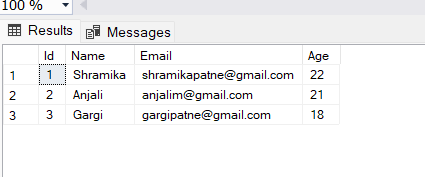 100 %
Results Messages
Id Name Email Age
1 1 Shramika shramikapatne@gmail.com 22
2 2 Anjali anjalim@gmail.com 21
3 3 Gargi gargipatne@gmail.com 18